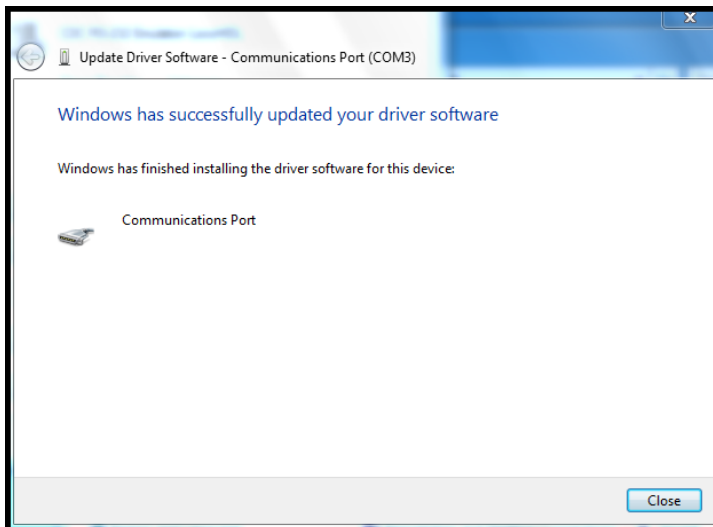 x
Update Driver Software - Communications Port (COM3)
Windows has successfully updated your driver software
Windows has finished installing the driver software for this device:
Communications Port
Close